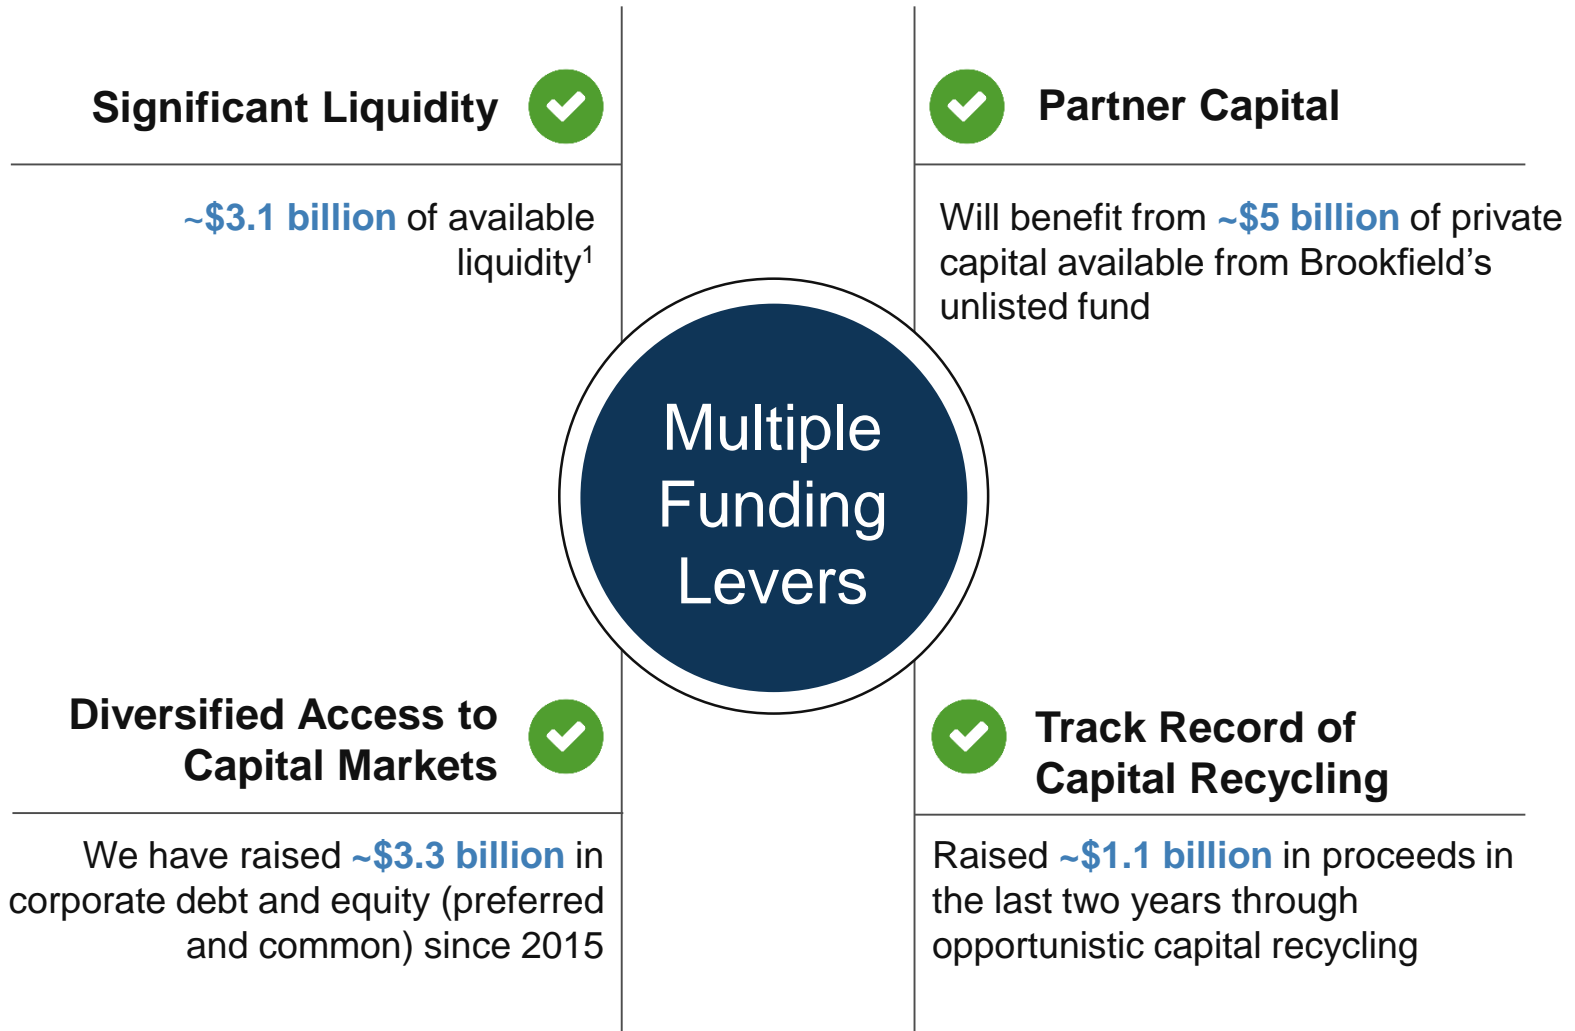 Significant Liquidity
~$3.1 billion of available
liquidity¹
Partner Capital
Will benefit from ~$5 billion of private
capital available from Brookfield’s
unlisted fund
Multiple
Funding
Levers
Diversified Access to
Capital Markets
We have raised ~$3.3 billion in
corporate debt and equity (preferred
and common) since 2015
Track Record of
Capital Recycling
Raised ~$1.1 billion in proceeds in
the last two years through
opportunistic capital recycling